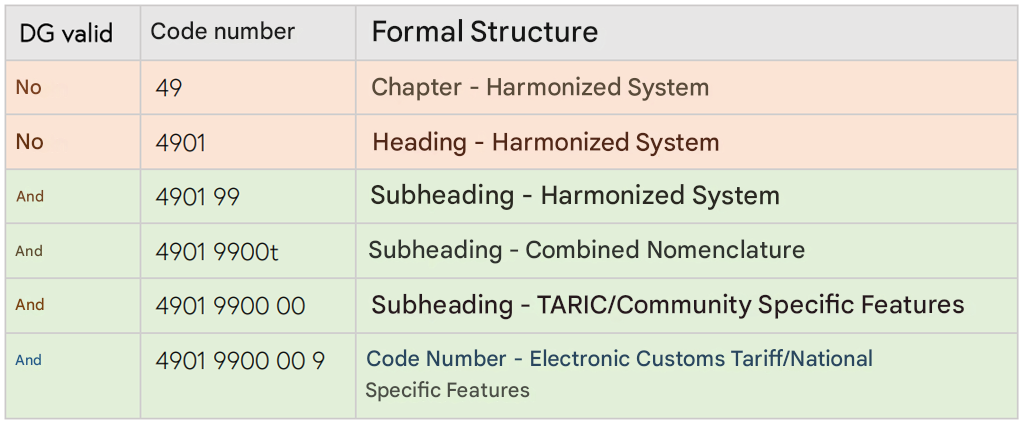 DG valid Code number Formal Structure
No 49 Chapter - Harmonized System
No 4901 Heading - Harmonized System
And 4901 99 Subheading - Harmonized System
And 4901 9900t Subheading - Combined Nomenclature
And 4901 9900 00 Subheading - TARIC/Community Specific Features
And 4901 9900 00 9 Code Number - Electronic Customs Tariff/National
Specific Features